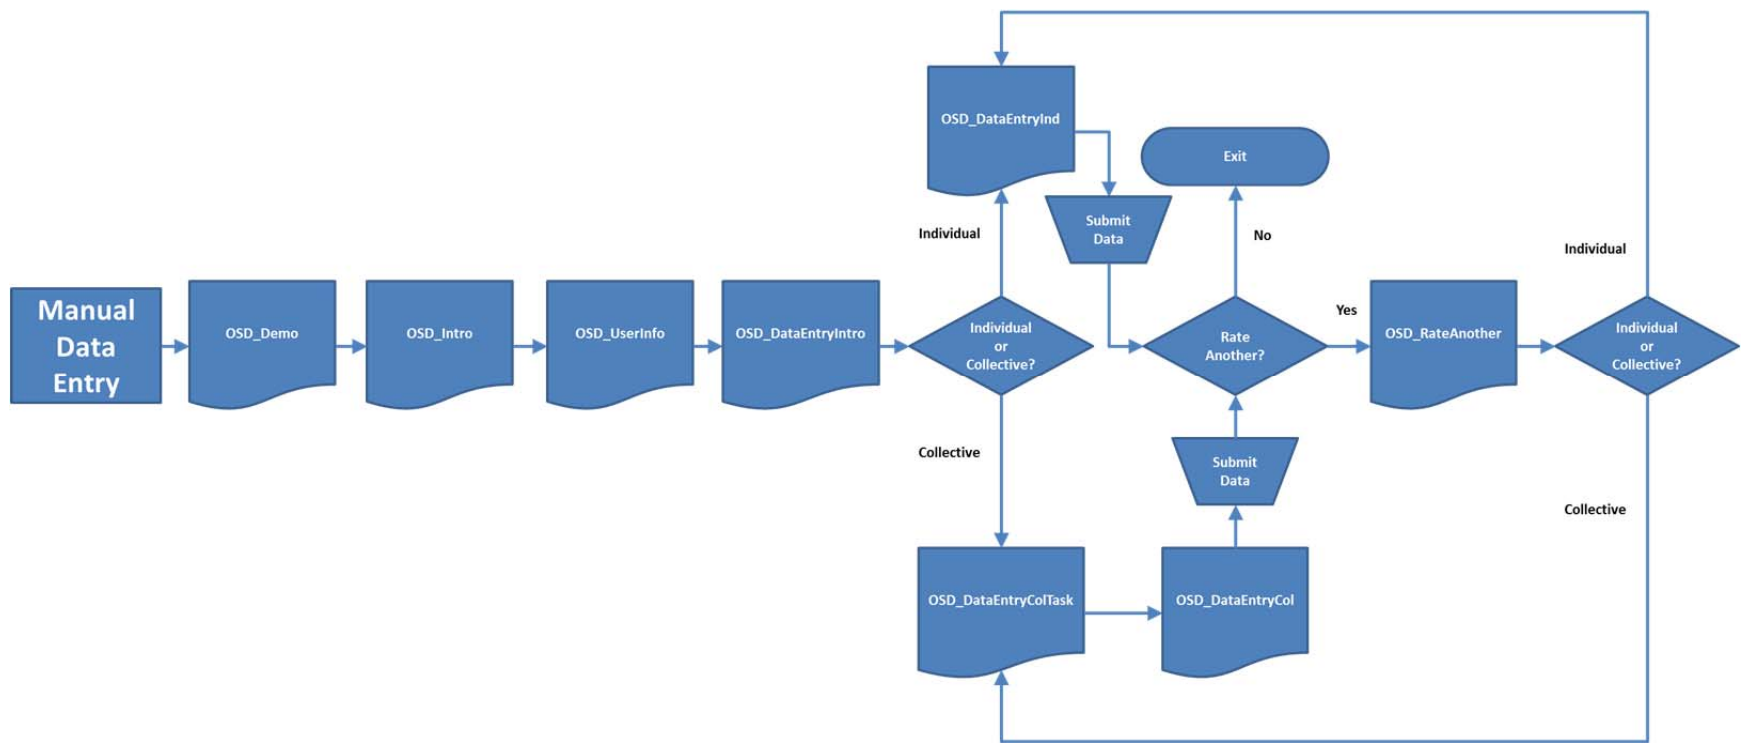 Manual
Data
Entry
OSD_Demo
OSD_Intro
OSD_UserInfo
OSD_DataEntryIntro
Individual
or
Collective?
Individual
OSD_DataEntryInd
Submit
Data
Collective
OSD_DataEntryColTask
OSD_DataEntryCol
Submit
Data
Rate
Another?
No
Exit
Yes
OSD_RateAnother
Individual
or
Collective?
Individual
Collective